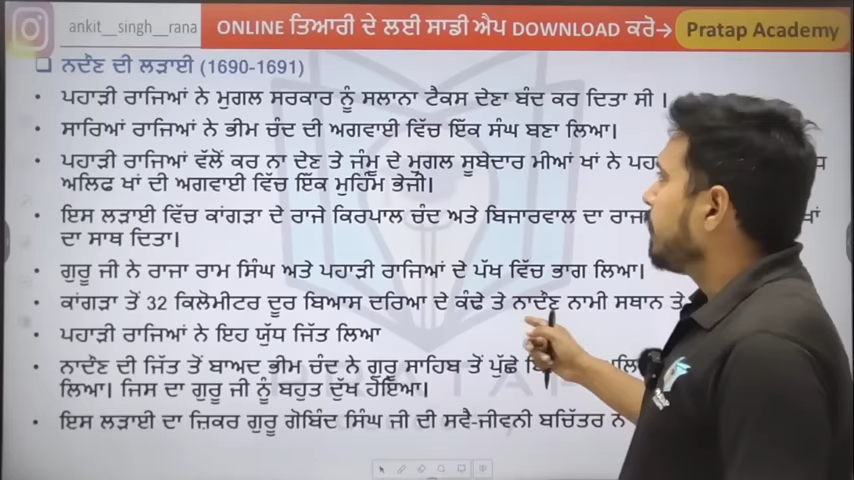 ankit__singh_rana
ONLINE ਤਿਆਰੀ ਦੇ ਲਈ ਸਾਡੀ ਐਪ DOWNLOAD ਕਰੋ→
Pratap Academy
❑ ਨਦੌਣ ਦੀ ਲੜਾਈ (1690-1691)
• ਪਹਾੜੀ ਰਾਜਿਆਂ ਨੇ ਮੁਗਲ ਸਰਕਾਰ ਨੂੰ ਸਲਾਨਾ ਟੈਕਸ ਦੇਣਾ ਬੰਦ ਕਰ ਦਿਤਾ ਸੀ ।
• ਸਾਰਿਆਂ ਰਾਜਿਆਂ ਨੇ ਭੀਮ ਚੰਦ ਦੀ ਅਗਵਾਈ ਵਿੱਚ ਇੱਕ ਸੰਘ ਬਣਾ ਲਿਆ।
• ਪਹਾੜੀ ਰਾਜਿਆਂ ਵੱਲੋਂ ਕਰ ਨਾ ਦੇਣ ਤੇ ਜੰਮੂ ਦੇ ਮੁਗਲ ਸੂਬੇਦਾਰ ਮੀਆਂ ਖਾਂ ਨੇ
ਅਲਿਫ ਖਾਂ ਦੀ ਅਗਵਾਈ ਵਿੱਚ ਇੱਕ ਮੁਹਿੰਮ ਭੇਜੀ।
• ਇਸ ਲੜਾਈ ਵਿੱਚ ਕਾਂਗੜਾ ਦੇ ਰਾਜੇ ਕਿਰਪਾਲ ਚੰਦ ਅਤੇ ਬਿਜਾਰਵਾਲ ਦਾ
ਦਾ ਸਾਥ ਦਿਤਾ।
• ਗੁਰੂ ਜੀ ਨੇ ਰਾਜਾ ਰਾਮ ਸਿੰਘ ਅਤੇ ਪਹਾੜੀ ਰਾਜਿਆਂ ਦੇ ਪੱਖ ਵਿੱਚ ਭਾਗ ਲਿਆ।
• ਕਾਂਗੜਾ ਤੋਂ 32 ਕਿਲੋਮੀਟਰ ਦੂਰ ਬਿਆਸ ਦਰਿਆ ਦੇ ਕੰਢੇ ਤੇ ਨਾਦੌਣ ਨਾਮੀ ਸਥਾਨ ਤੇ
• ਪਹਾੜੀ ਰਾਜਿਆਂ ਨੇ ਇਹ ਯੁੱਧ ਜਿੱਤ ਲਿਆ
• ਨਾਦੌਣ ਦੀ ਜਿੱਤ ਤੋਂ ਬਾਅਦ ਭੀਮ ਚੰਦ ਨੇ ਗੁਰੂ ਸਾਹਿਬ ਤੋਂ ਪੁੱਛੇ
ਲਿਆ। ਜਿਸ ਦਾ ਗੁਰੂ ਜੀ ਨੂੰ ਬਹੁਤ ਦੁੱਖ ਹੋਇਆ।
• ਇਸ ਲੜਾਈ ਦਾ ਜ਼ਿਕਰ ਗੁਰੂ ਗੋਬਿੰਦ ਸਿੰਘ ਜੀ ਦੀ ਸਵੈ-ਜੀਵਨੀ ਬਚਿੱਤਰ